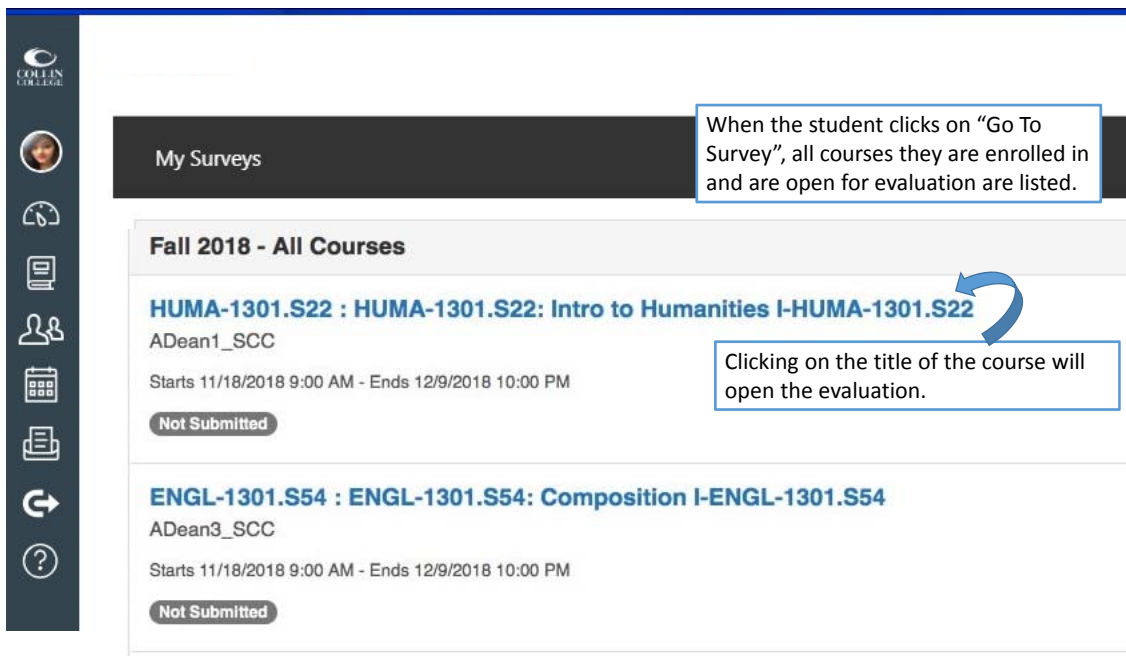 COLLIN
COLLEGE
My Surveys
When the student clicks on “Go To
Survey”, all courses they are enrolled in
and are open for evaluation are listed.
Fall 2018 - All Courses
HUMA-1301.S22 : HUMA-1301.S22: Intro to Humanities I-HUMA-1301.S22
ADean1_SCC
Starts 11/18/2018 9:00 AM - Ends 12/9/2018 10:00 PM
Not Submitted
Clicking on the title of the course will
open the evaluation.
ENGL-1301.S54 : ENGL-1301.S54: Composition I-ENGL-1301.S54
ADean3_SCC
Starts 11/18/2018 9:00 AM - Ends 12/9/2018 10:00 PM
Not Submitted